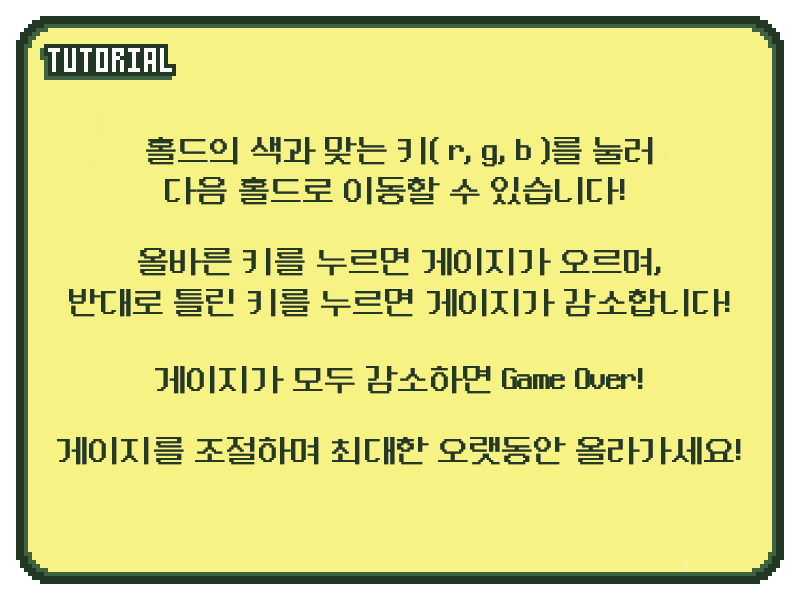 TUTORIAL
홀드의 색과 맞는 키( r, g, b )를 눌러
다음 홀드로 이동할 수 있습니다!
올바른 키를 누르면 게이지가 오르며,
반대로 틀린 키를 누르면 게이지가 감소합니다!
게이지가 모두 감소하면 Game Over!
게이지를 조절하며 최대한 오랫동안 올라가세요!